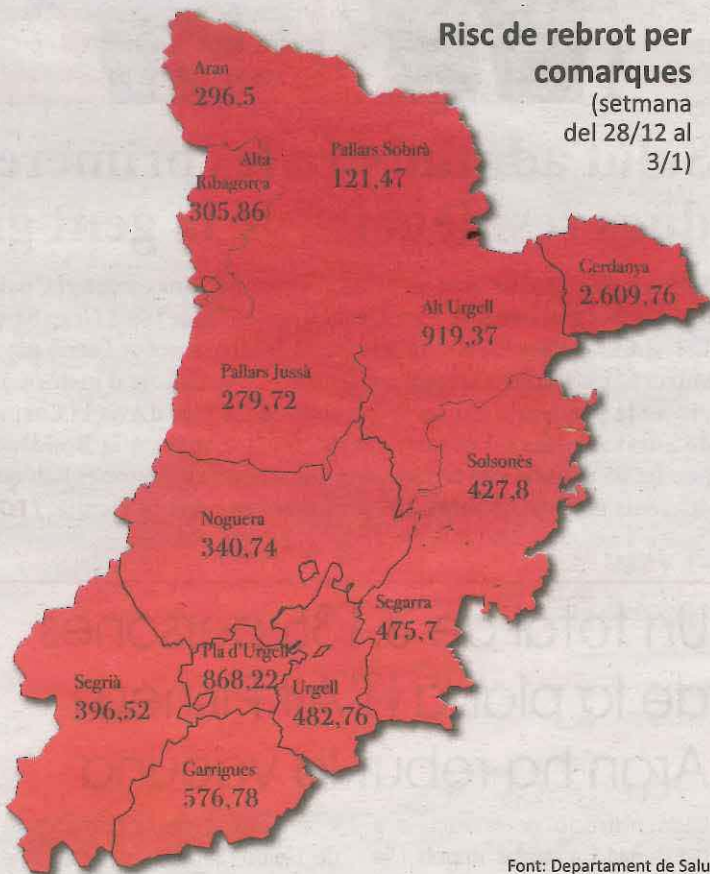 Risc de rebrot per
comarques
(setmana
del 28/12 al
3/1)
Aran
296,5
Alta
Ribagorça
305,86
Pallars Sobirà
121,47
Cerdanya
2.609,76
Alt Urgell
919,37
Pallars Jussà
279,72
Solsonès
427,8
Noguera
340,74
Segarra
475,7
Pla d'Urgell
868,22
Urgell
482,76
Segrià
396,52
Garrigues
576,78
Font: Departament de Salu